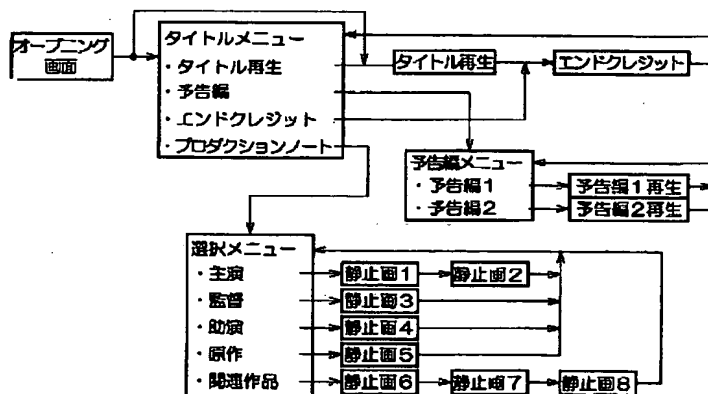 オープニング
画面
タイトルメニュー
・タイトル再生
・予告編
・エンドクレジット
・プロダクションノート
タイトル再生
エンドクレジット
予告編メニュー
・予告編1
・予告編2
予告編1再生
予告編2再生
選択メニュー
・主演
・監督
・助演
・原作
・関連作品
静止画1
静止画2
静止画3
静止画4
静止画5
静止画6
静止画7
静止画8